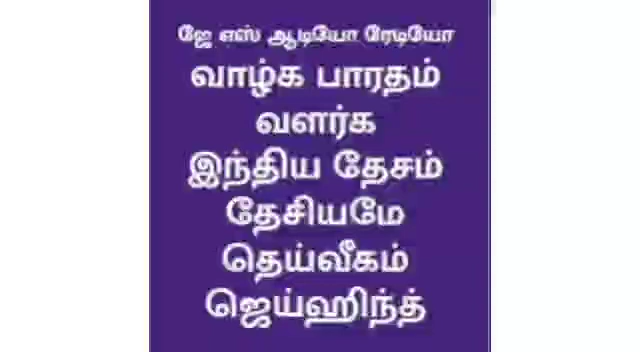 ஜே எஸ் ஆடியோ ரேடியோ
வாழ்க பாரதம்
வளர்க
இந்திய தேசம்
தேசியமே
தெய்வீகம்
ஜெய்ஹிந்த்